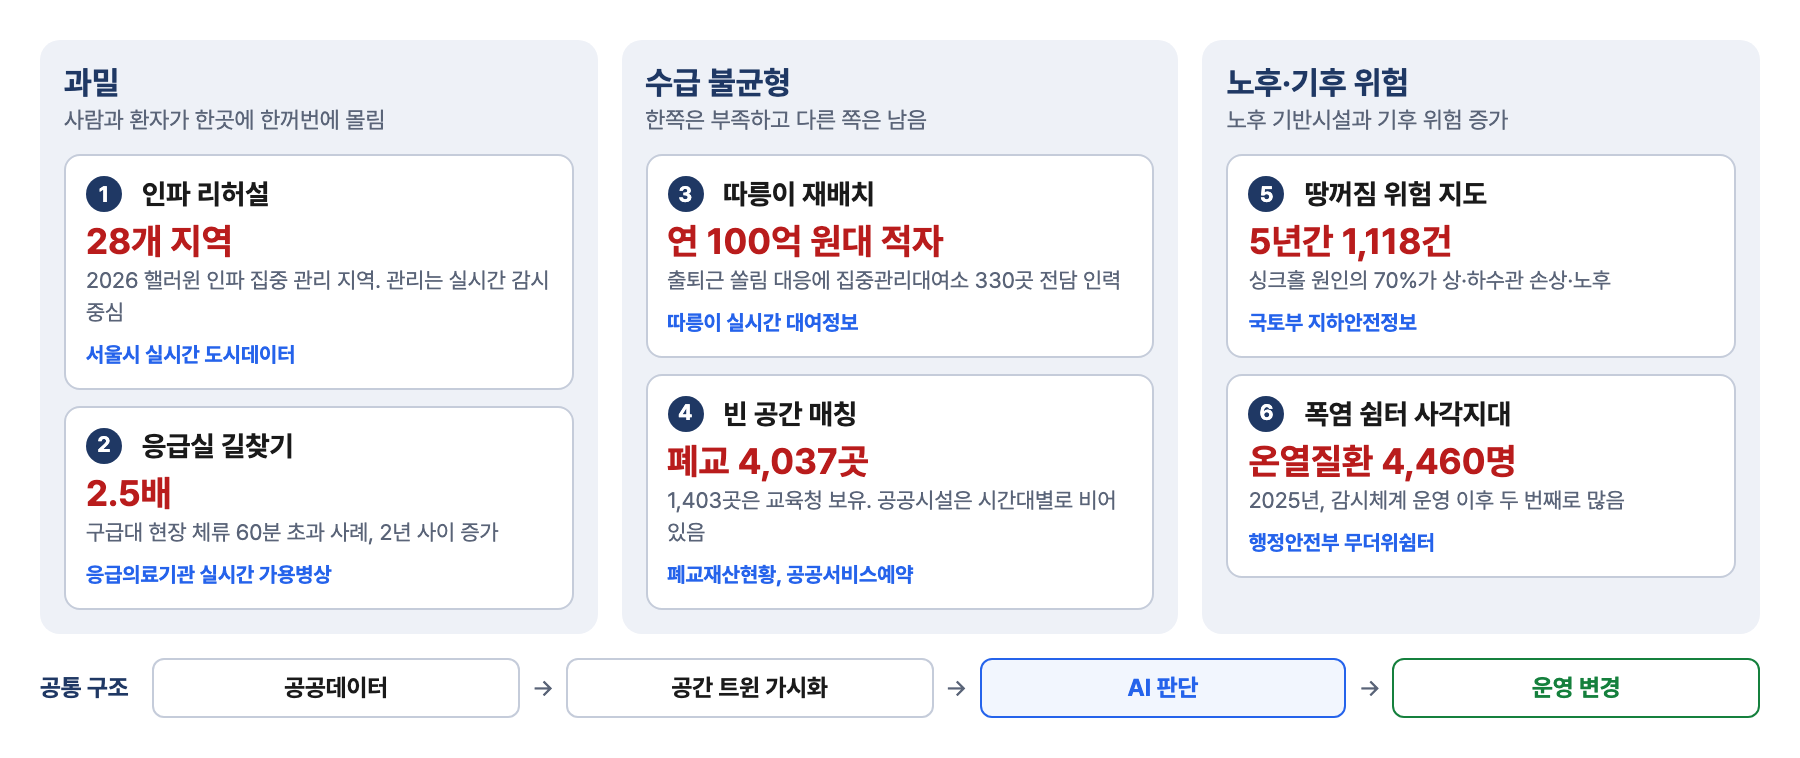 과밀
사람과 환자가 한곳에 한꺼번에 몰림
1 인파 리허설
28개 지역
2026 핼러윈 인파 집중 관리 지역. 관리는 실시간 감시
중심
서울시 실시간 도시데이터
2 응급실 길찾기
2.5배
구급대 현장 체류 60분 초과 사례, 2년 사이 증가
응급의료기관 실시간 가용병상
수급 불균형
한쪽은 부족하고 다른 쪽은 남음
3 따릉이 재배치
연 100억 원대 적자
출퇴근 쏠림 대응에 집중관리대여소 330곳 전담 인력
따릉이 실시간 대여정보
4 빈 공간 매칭
폐교 4,037곳
1,403곳은 교육청 보유. 공공시설은 시간대별로 비어
있음
폐교재산현황, 공공서비스예약
노후·기후 위험
노후 기반시설과 기후 위험 증가
5 땅꺼짐 위험 지도
5년간 1,118건
싱크홀 원인의 70%가 상·하수관 손상·노후
국토부 지하안전정보
6 폭염 쉼터 사각지대
온열질환 4,460명
2025년, 감시체계 운영 이후 두 번째로 많음
행정안전부 무더위쉼터
공통 구조 공공데이터 → 공간 트윈 가시화 → AI 판단 → 운영 변경